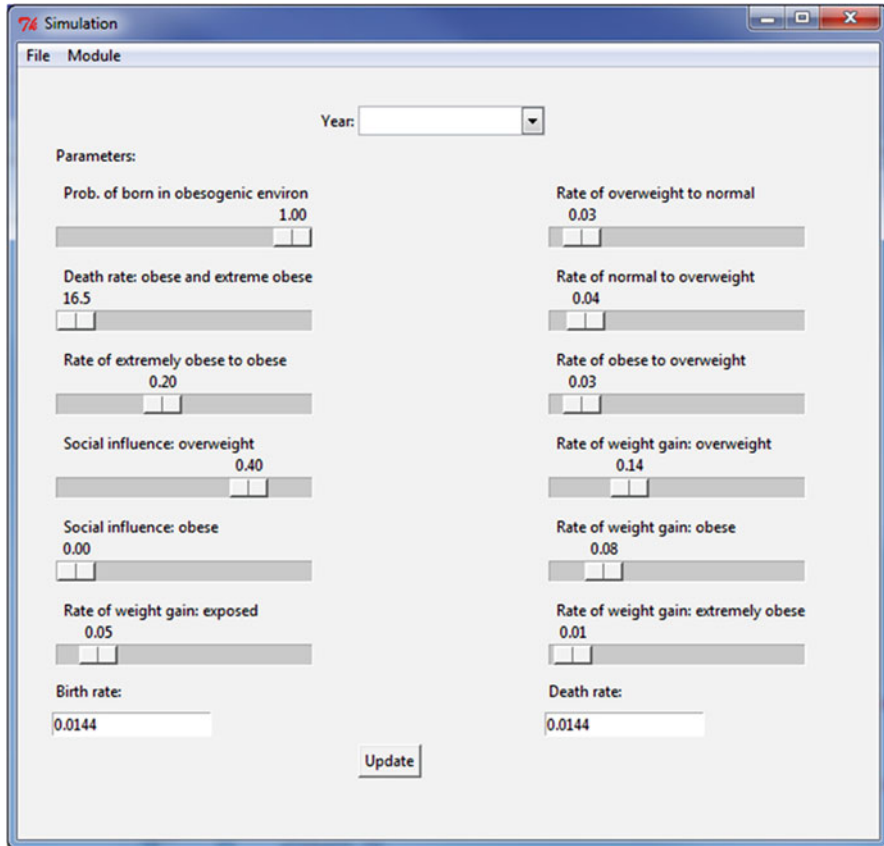 Simulation
File Module
Year:
Parameters:
Prob. of born in obesogenic environ
1.00
Rate of overweight to normal
0.03
Death rate: obese and extreme obese
16.5
Rate of normal to overweight
0.04
Rate of extremely obese to obese
0.20
Rate of obese to overweight
0.03
Social influence: overweight
0.40
Rate of weight gain: overweight
0.14
Social influence: obese
0.00
Rate of weight gain: obese
0.08
Rate of weight gain: exposed
0.05
Rate of weight gain: extremely obese
0.01
Birth rate:
0.0144
Death rate:
0.0144
Update